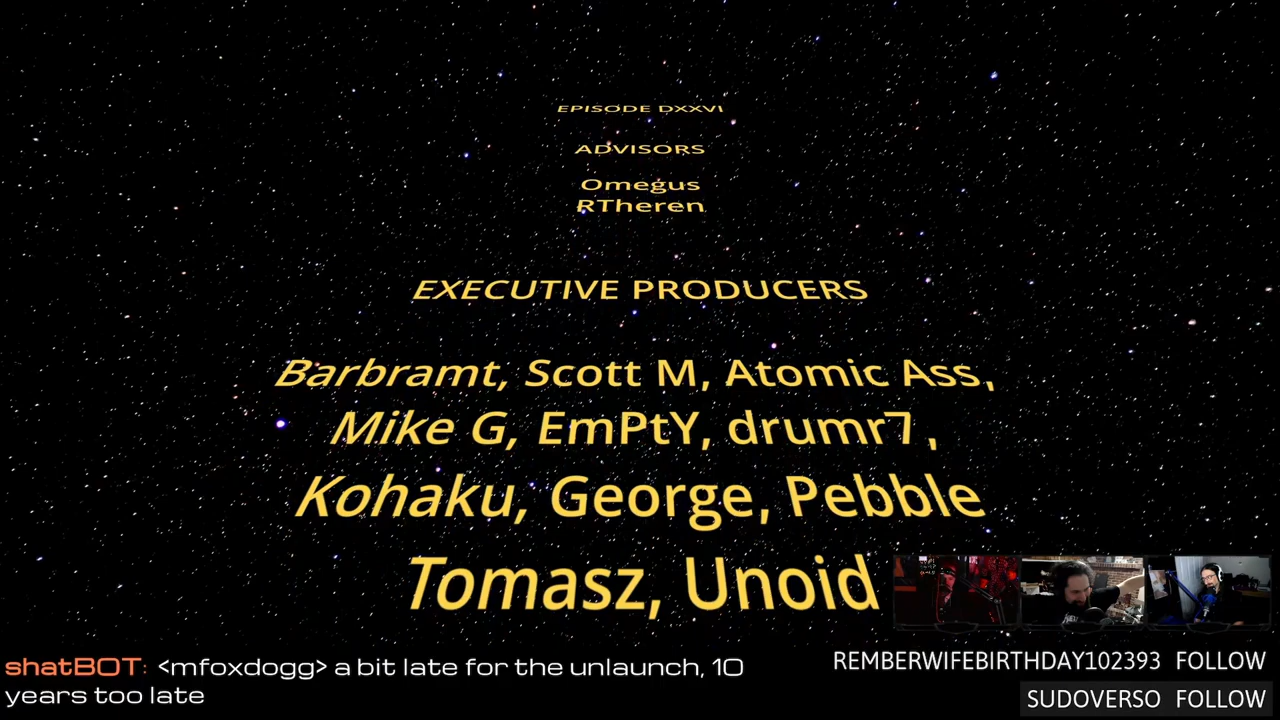 EPISODE DXXVI
ADVISORS
Omegus
RTheren
EXECUTIVE PRODUCERS
Barbramt, Scott M, Atomic Ass,
Mike G, EmPtY, drumr7,
Kohaku, George, Pebble
Tomasz, Unoid
shatBOT: <mfoxdogg> a bit late for the unlaunch, 10
years too late
REMBERWIFEBIRTHDAY102393 FOLLOW
SUDOVERSO FOLLOW